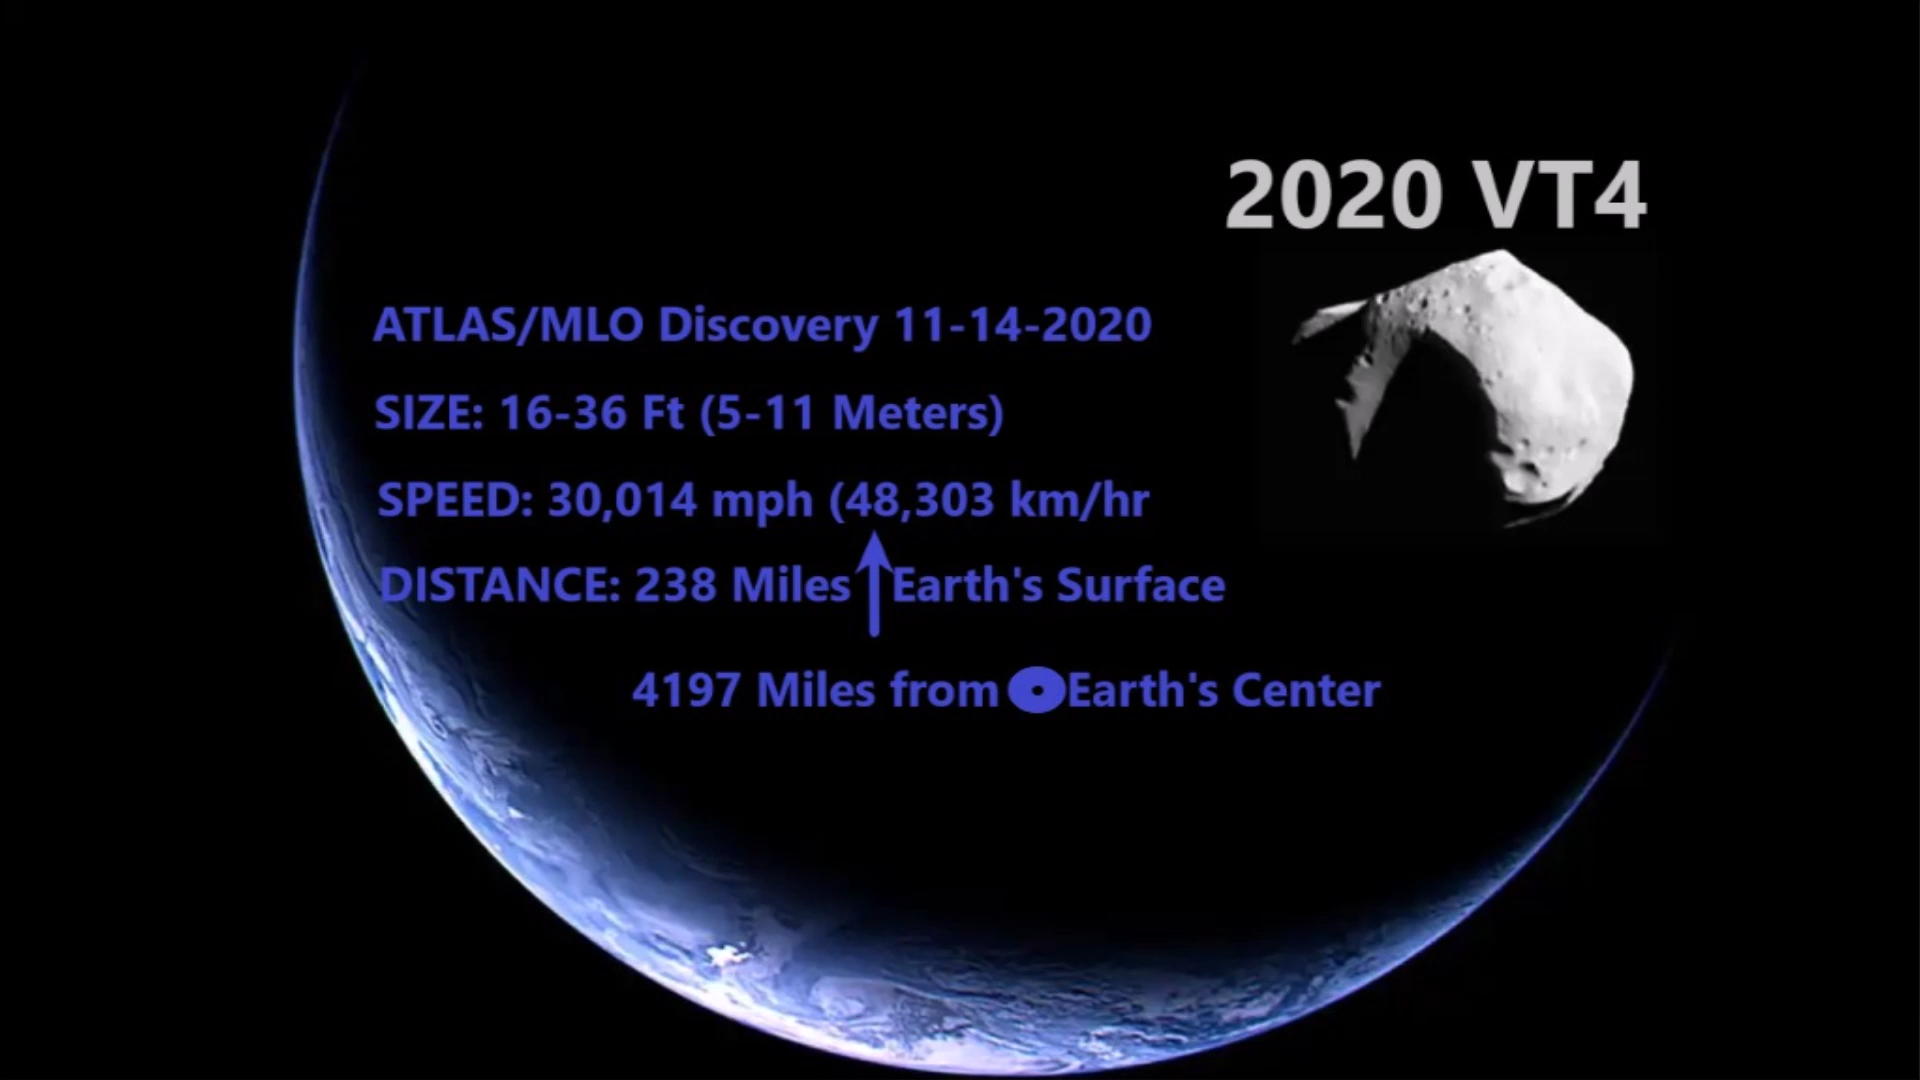 2020 VT4
ATLAS/MLO Discovery 11-14-2020
SIZE: 16-36 Ft (5-11 Meters)
SPEED: 30,014 mph (48,303 km/hr
DISTANCE: 238 Miles Earth's Surface
4197 Miles from Earth's Center